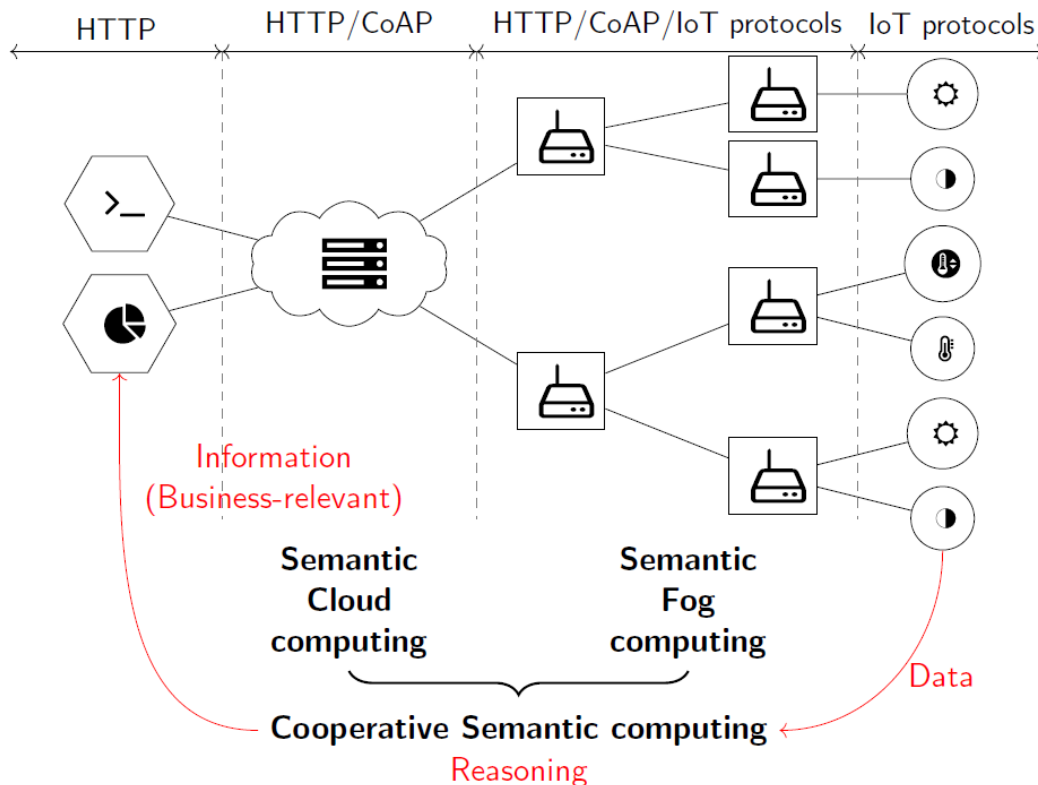 HTTP
HTTP/CoAP
HTTP/CoAP/IoT protocols
IoT protocols
>_
Information
(Business-relevant)
Semantic
Cloud
computing
Semantic
Fog
computing
Data
Cooperative Semantic computing
Reasoning